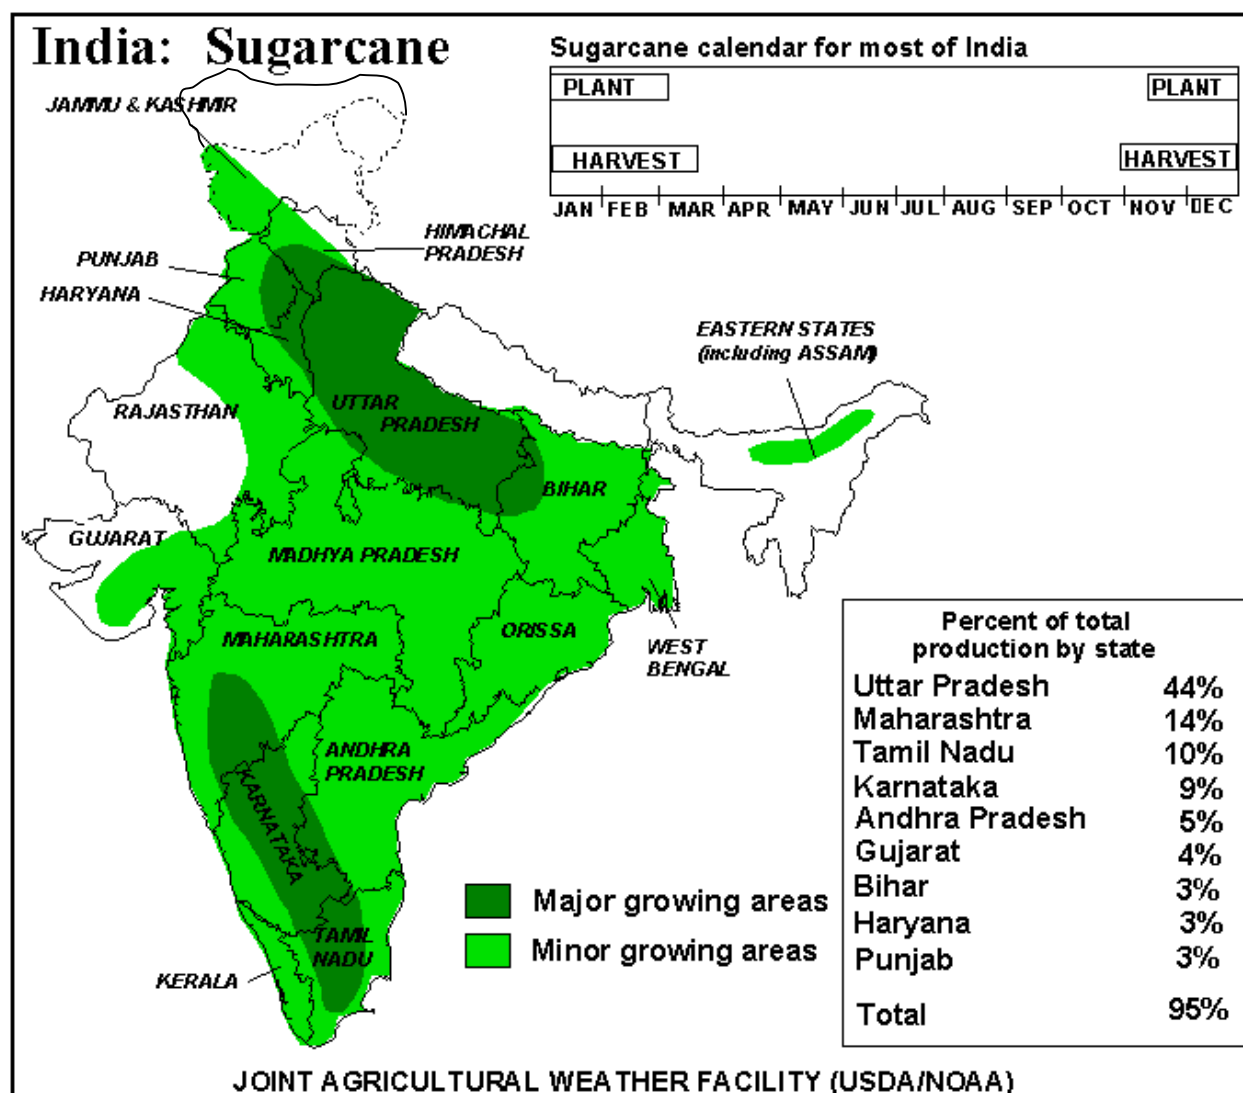 India: Sugarcane
Sugarcane calendar for most of India
PLANT
PLANT
HARVEST
HARVEST
JAN FEB MAR APR MAY JUN JUL AUG SEP OCT NOV DEC
JAMMU & KASHMIR
HIMACHAL
PRADESH
PUNJAB
HARYANA
EASTERN STATES
(including ASSAM)
RAJASTHAN
UTTAR
PRADESH
BIHAR
GUJARAT
MADHYA PRADESH
MAHARASHTRA
ORISSA
WEST
BENGAL
ANDHRA
PRADESH
KARNATAKA
TAMIL
NADU
KERALA
Major growing areas
Minor growing areas
Percent of total
production by state
Uttar Pradesh 44%
Maharashtra 14%
Tamil Nadu 10%
Karnataka 9%
Andhra Pradesh 5%
Gujarat 4%
Bihar 3%
Haryana 3%
Punjab 3%
Total 95%
JOINT AGRICULTURAL WEATHER FACILITY (USDA/NOAA)